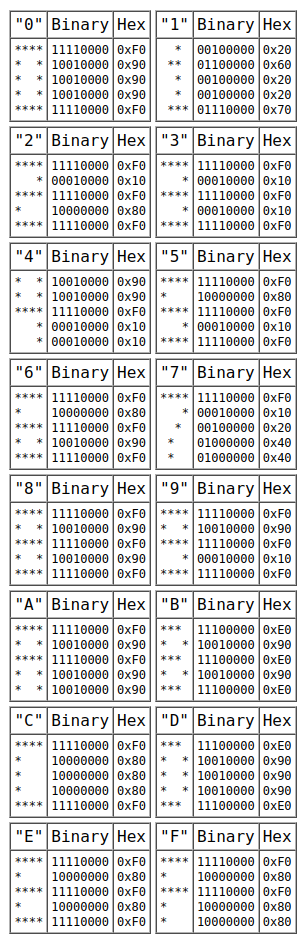 "0" Binary Hex
**** 11110000 0xF0
*  * 10010000 0x90
*  * 10010000 0x90
*  * 10010000 0x90
**** 11110000 0xF0
"1" Binary Hex
  *  00100000 0x20
 **  01100000 0x60
  *  00100000 0x20
  *  00100000 0x20
 *** 01110000 0x70
"2" Binary Hex
**** 11110000 0xF0
   * 00010000 0x10
**** 11110000 0xF0
*    10000000 0x80
**** 11110000 0xF0
"3" Binary Hex
**** 11110000 0xF0
   * 00010000 0x10
**** 11110000 0xF0
   * 00010000 0x10
**** 11110000 0xF0
"4" Binary Hex
*  * 10010000 0x90
*  * 10010000 0x90
**** 11110000 0xF0
   * 00010000 0x10
   * 00010000 0x10
"5" Binary Hex
**** 11110000 0xF0
*    10000000 0x80
**** 11110000 0xF0
   * 00010000 0x10
**** 11110000 0xF0
"6" Binary Hex
**** 11110000 0xF0
*    10000000 0x80
**** 11110000 0xF0
*  * 10010000 0x90
**** 11110000 0xF0
"7" Binary Hex
**** 11110000 0xF0
   * 00010000 0x10
  *  00100000 0x20
 *   01000000 0x40
 *   01000000 0x40
"8" Binary Hex
**** 11110000 0xF0
*  * 10010000 0x90
**** 11110000 0xF0
*  * 10010000 0x90
**** 11110000 0xF0
"9" Binary Hex
**** 11110000 0xF0
*  * 10010000 0x90
**** 11110000 0xF0
   * 00010000 0x10
**** 11110000 0xF0
"A" Binary Hex
**** 11110000 0xF0
*  * 10010000 0x90
**** 11110000 0xF0
*  * 10010000 0x90
*  * 10010000 0x90
"B" Binary Hex
***  11100000 0xE0
*  * 10010000 0x90
***  11100000 0xE0
*  * 10010000 0x90
***  11100000 0xE0
"C" Binary Hex
**** 11110000 0xF0
*    10000000 0x80
*    10000000 0x80
*    10000000 0x80
**** 11110000 0xF0
"D" Binary Hex
***  11100000 0xE0
*  * 10010000 0x90
*  * 10010000 0x90
*  * 10010000 0x90
***  11100000 0xE0
"E" Binary Hex
**** 11110000 0xF0
*    10000000 0x80
**** 11110000 0xF0
*    10000000 0x80
**** 11110000 0xF0
"F" Binary Hex
**** 11110000 0xF0
*    10000000 0x80
**** 11110000 0xF0
*    10000000 0x80
*    10000000 0x80